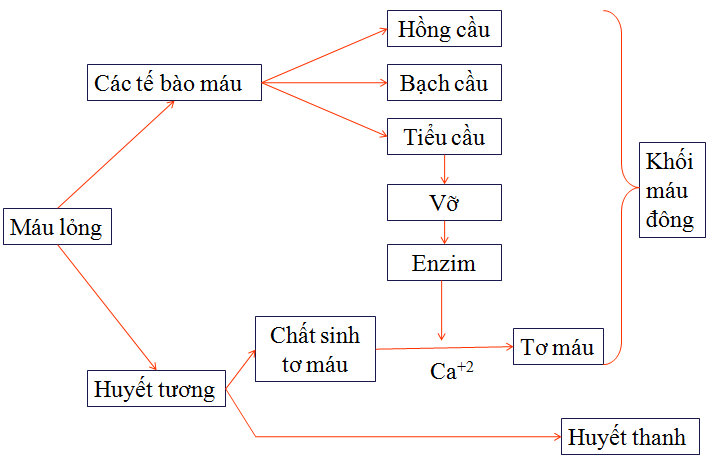 Hồng cầu
Các tế bào máu
Bạch cầu
Tiểu cầu
Khối
máu
đông
Vỡ
Máu lỏng
Enzim
Chất sinh
tơ máu
Tơ máu
Ca⁺²
Huyết tương
Huyết thanh